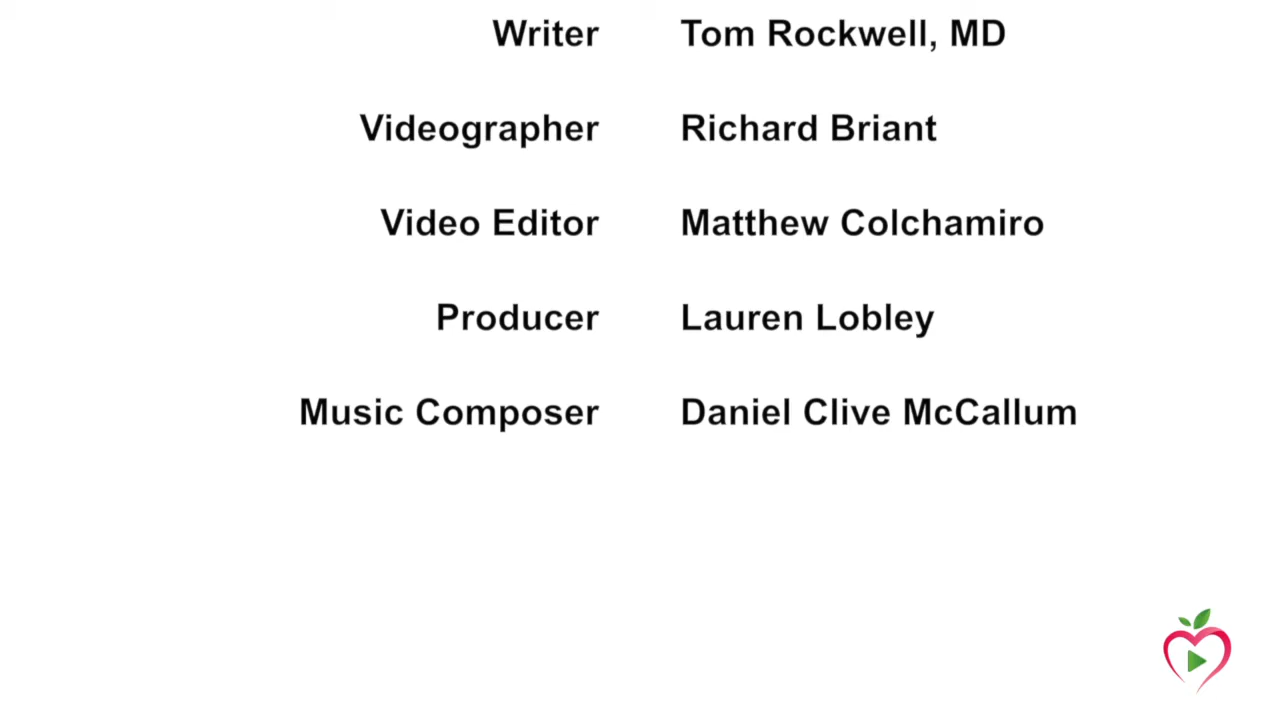 Writer Tom Rockwell, MD
Videographer Richard Briant
Video Editor Matthew Colchamiro
Producer Lauren Lobley
Music Composer Daniel Clive McCallum